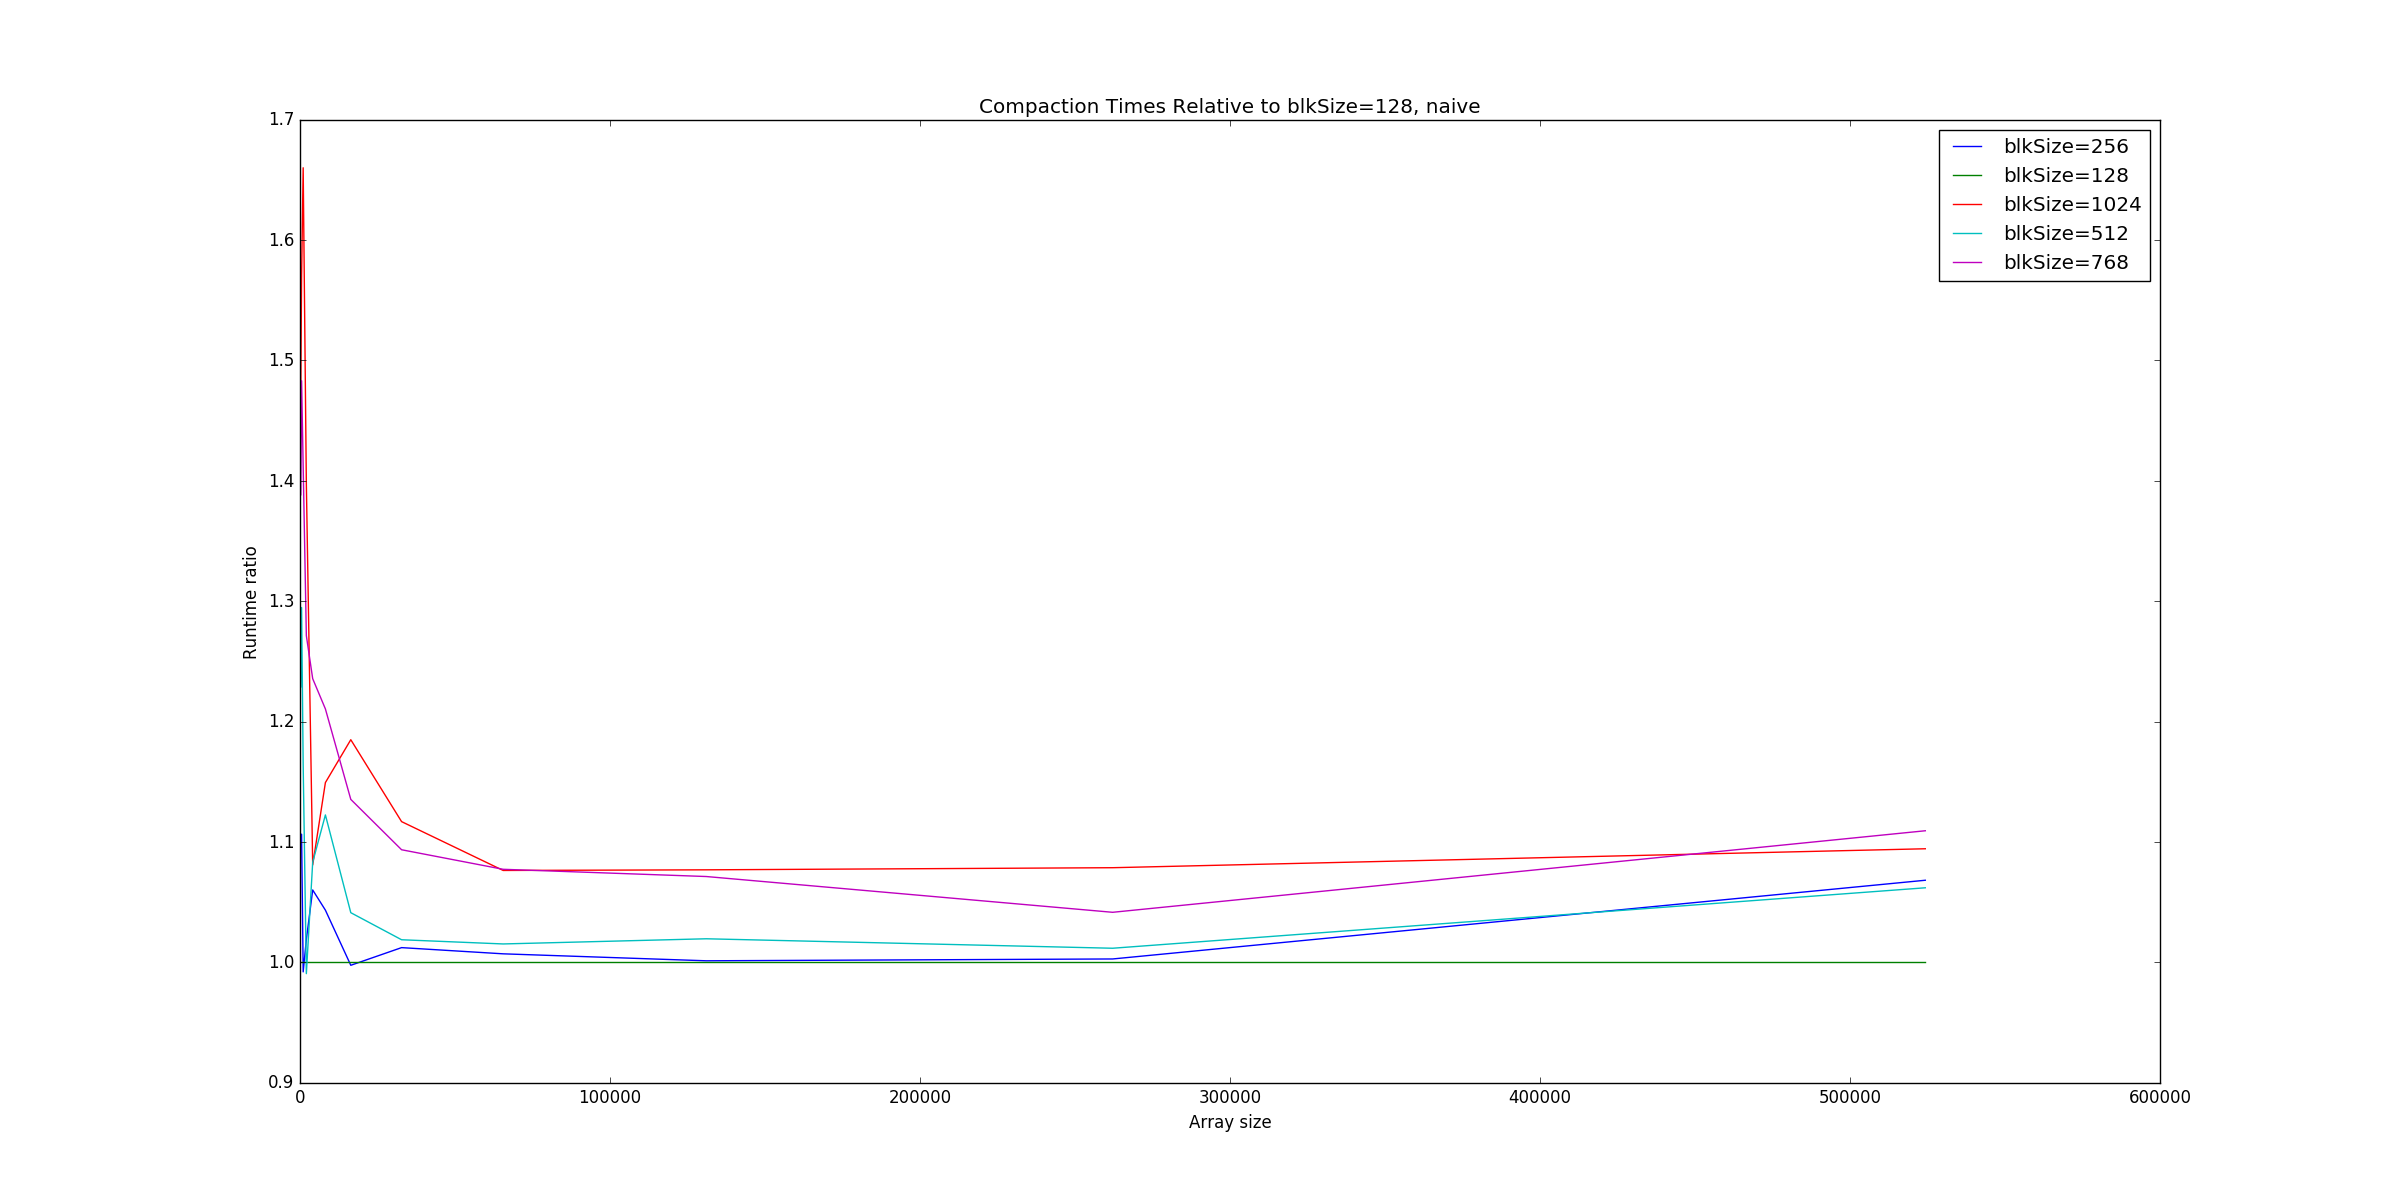 Compaction Times Relative to blkSize=128, naive
1.7
1.6
1.5
1.4
1.3
1.2
1.1
1.0
0.9
Runtime ratio
blkSize=256
blkSize=128
blkSize=1024
blkSize=512
blkSize=768
0 100000 200000 300000 400000 500000 600000
Array size